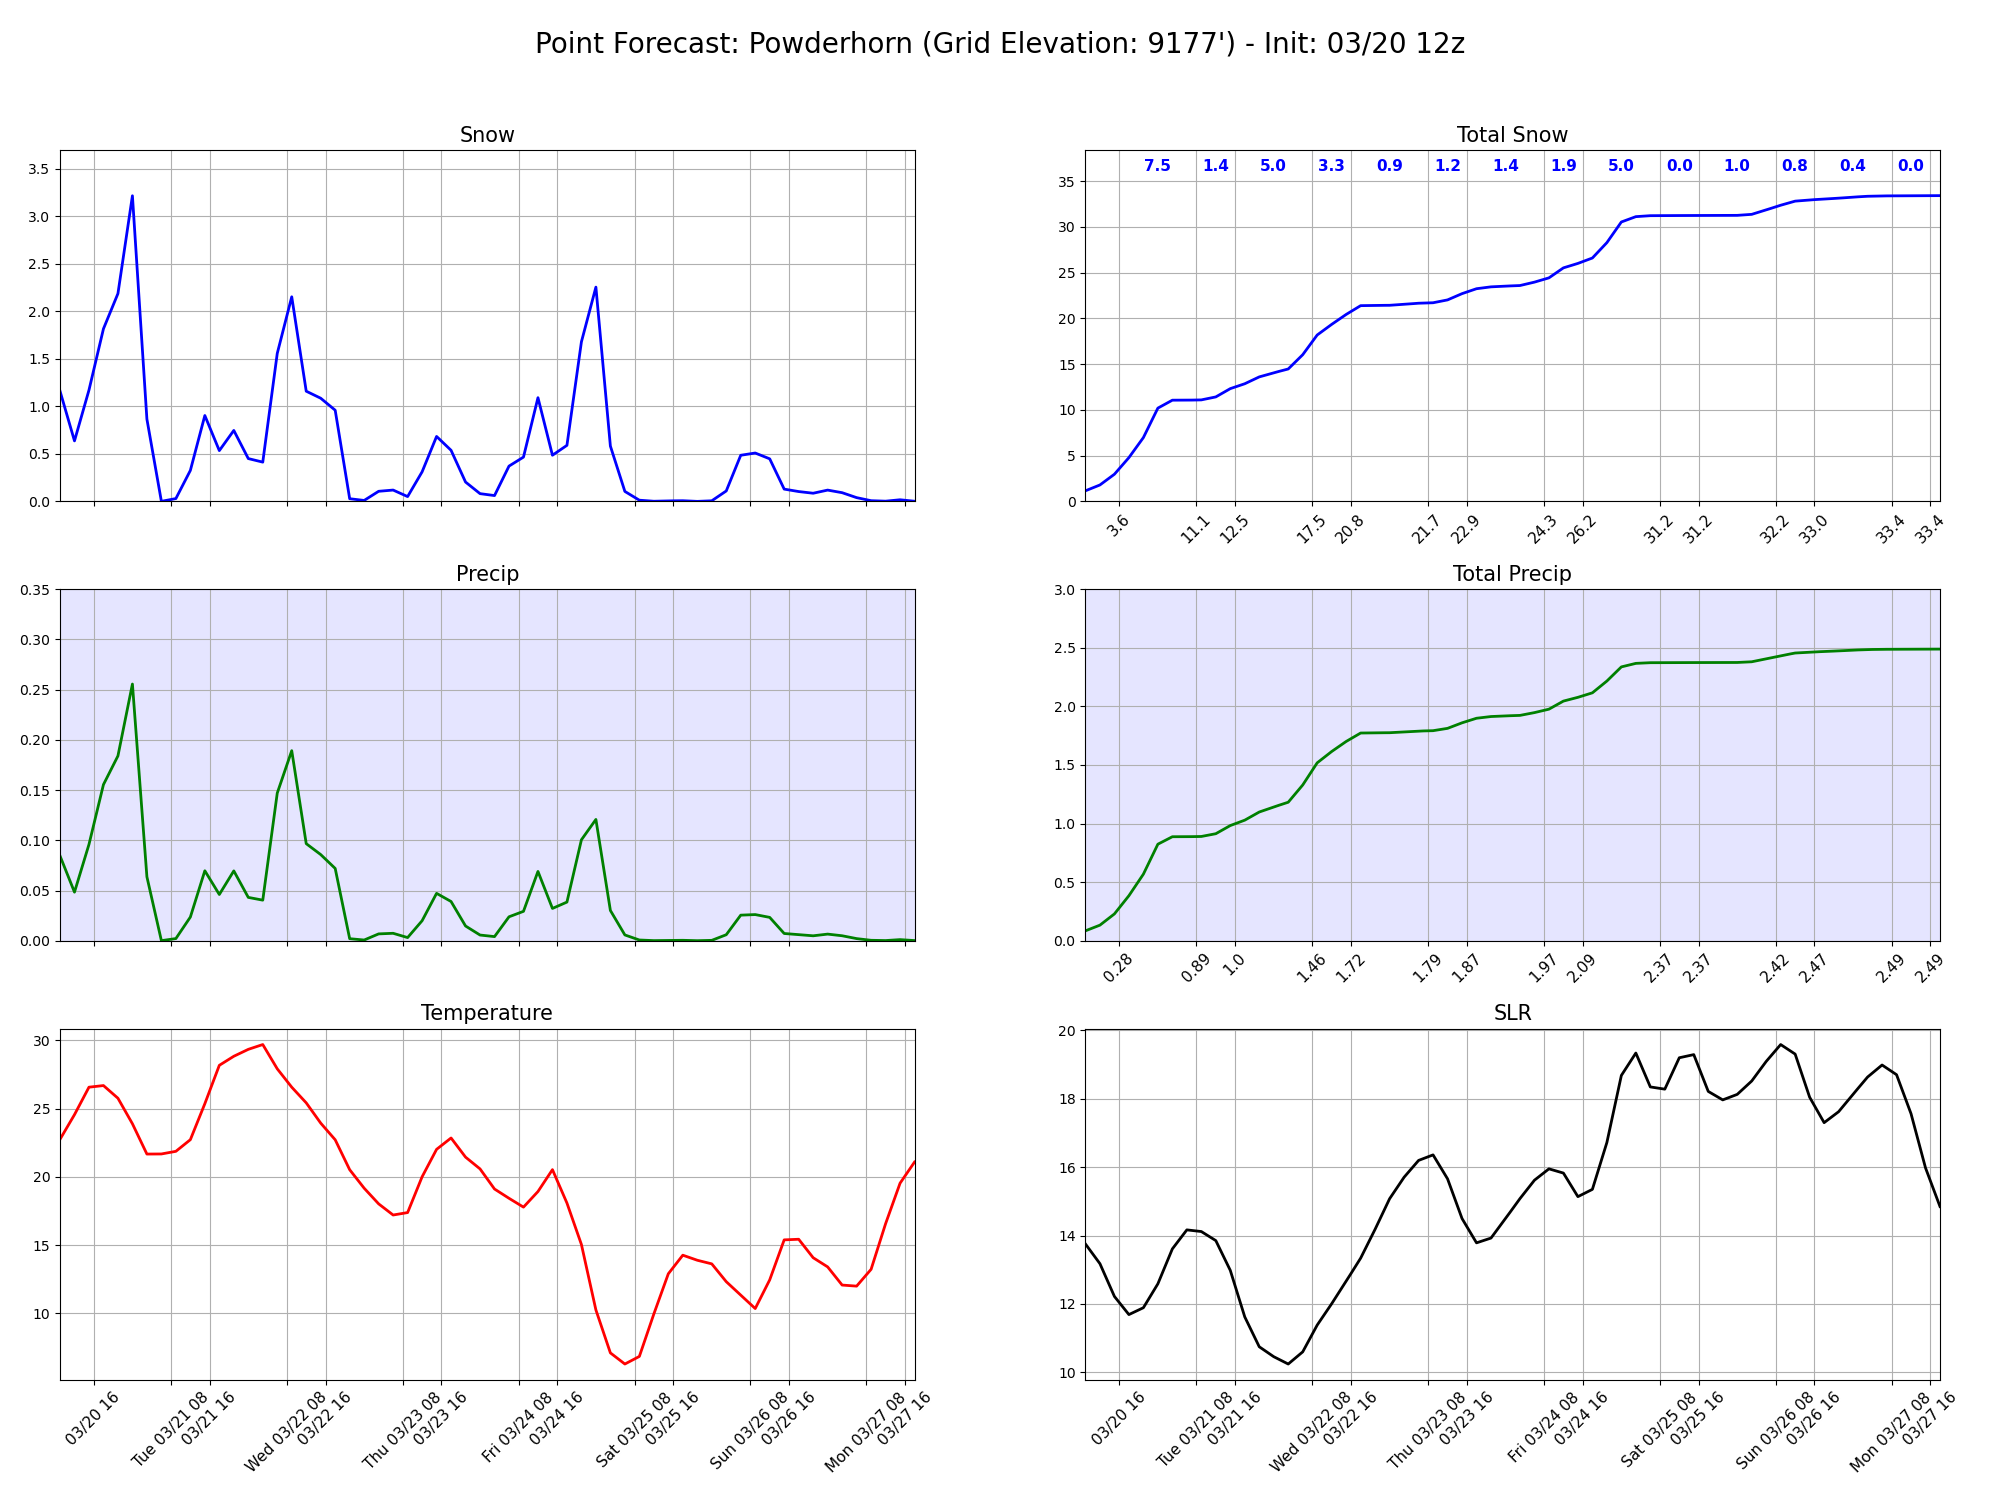 Point Forecast: Powderhorn (Grid Elevation: 9177') - Init: 03/20 12z
Snow
3.5
3.0
2.5
2.0
1.5
1.0
0.5
0.0
Total Snow
7.5 1.4 5.0 3.3 0.9 1.2 1.4 1.9 5.0 0.0 1.0 0.8 0.4 0.0
35
30
25
20
15
10
5
0
3.6 11.1 12.5 17.5 20.8 21.7 22.9 24.3 26.2 31.2 31.2 32.2 33.0 33.4 33.4
Precip
0.35
0.30
0.25
0.20
0.15
0.10
0.05
0.00
Total Precip
3.0
2.5
2.0
1.5
1.0
0.5
0.0
0.28 0.89 1.0 1.46 1.72 1.79 1.87 1.97 2.09 2.37 2.37 2.42 2.47 2.49 2.49
Temperature
30
25
20
15
10
03/20 16
Tue 03/21 08
03/21 16
Wed 03/22 08
03/22 16
Thu 03/23 08
03/23 16
Fri 03/24 08
03/24 16
Sat 03/25 08
03/25 16
Sun 03/26 08
03/26 16
Mon 03/27 08
03/27 16
SLR
20
18
16
14
12
10
03/20 16
Tue 03/21 08
03/21 16
Wed 03/22 08
03/22 16
Thu 03/23 08
03/23 16
Fri 03/24 08
03/24 16
Sat 03/25 08
03/25 16
Sun 03/26 08
03/26 16
Mon 03/27 08
03/27 16